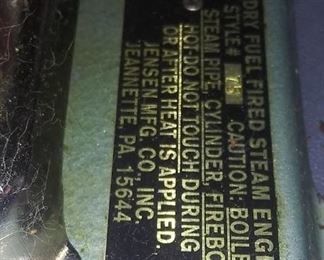 DRY FUEL FIRED STEAM ENG
STYLE# 75 CAUTION: BOILE
STEAM PIPE, CYLINDER, FIREBO
HOT DO NOT TOUCH DURING
OR AFTER HEAT IS APPLIED.
JENSEN MFG. CO., INC.
JEANNETTE, PA. 15644